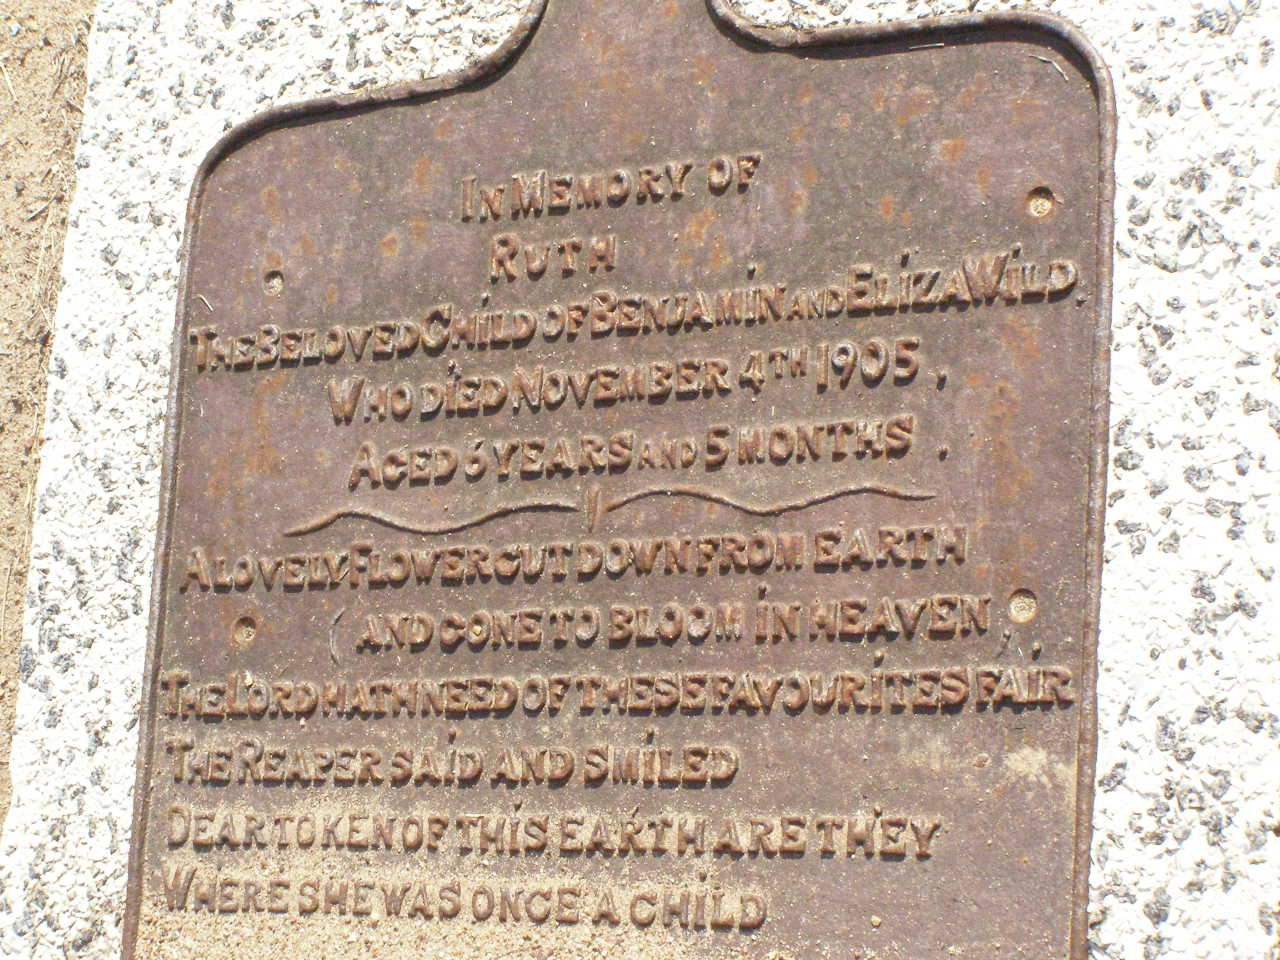 IN MEMORY OF
RUTH
THE BELOVED CHILD OF BENJAMIN AND ELIZA WILD
WHO DIED NOVEMBER 4TH 1905,
AGED 6 YEARS AND 5 MONTHS.
A LOVELY FLOWER CUT DOWN FROM EARTH
AND GONE TO BLOOM IN HEAVEN.
THE LORD HATH NEED OF THESE FAVOURITES FAIR
THE REAPER SAID AND SMILED
DEAR TOKEN OF THIS EARTH ARE THEY
WHERE SHE WAS ONCE A CHILD